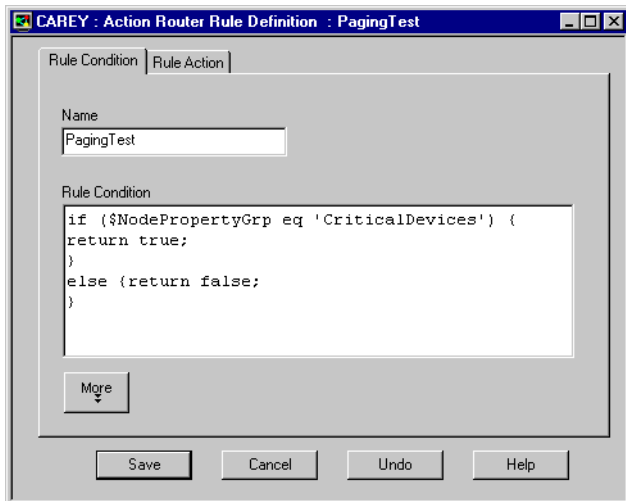 CAREY : Action Router Rule Definition : PagingTest
Rule Condition
Rule Action
Name
PagingTest
Rule Condition
if ($NodePropertyGrp eq 'CriticalDevices') {
return true;
}
else {return false;
}
More
Save
Cancel
Undo
Help